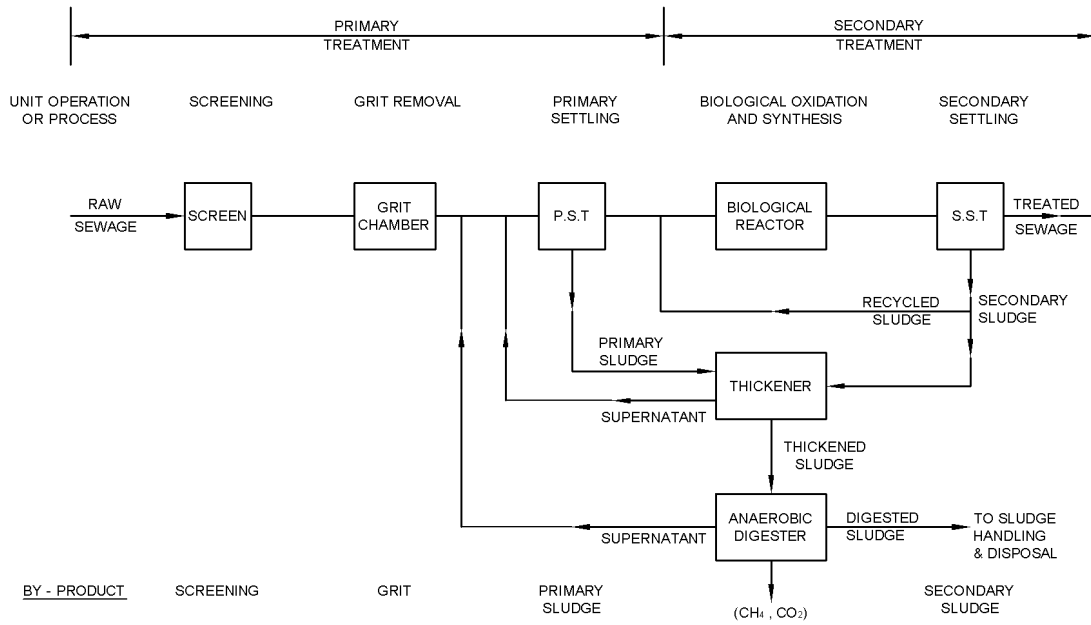 PRIMARY
TREATMENT
SECONDARY
TREATMENT
UNIT OPERATION
OR PROCESS
SCREENING
GRIT REMOVAL
PRIMARY
SETTLING
BIOLOGICAL OXIDATION
AND SYNTHESIS
SECONDARY
SETTLING
RAW
SEWAGE
SCREEN
GRIT
CHAMBER
P.S.T
BIOLOGICAL
REACTOR
S.S.T
TREATED
SEWAGE
RECYCLED
SLUDGE
SECONDARY
SLUDGE
PRIMARY
SLUDGE
THICKENER
SUPERNATANT
THICKENED
SLUDGE
ANAEROBIC
DIGESTER
SUPERNATANT
DIGESTED
SLUDGE
TO SLUDGE
HANDLING
& DISPOSAL
BY - PRODUCT
SCREENING
GRIT
PRIMARY
SLUDGE
(CH₄ , CO₂)
SECONDARY
SLUDGE